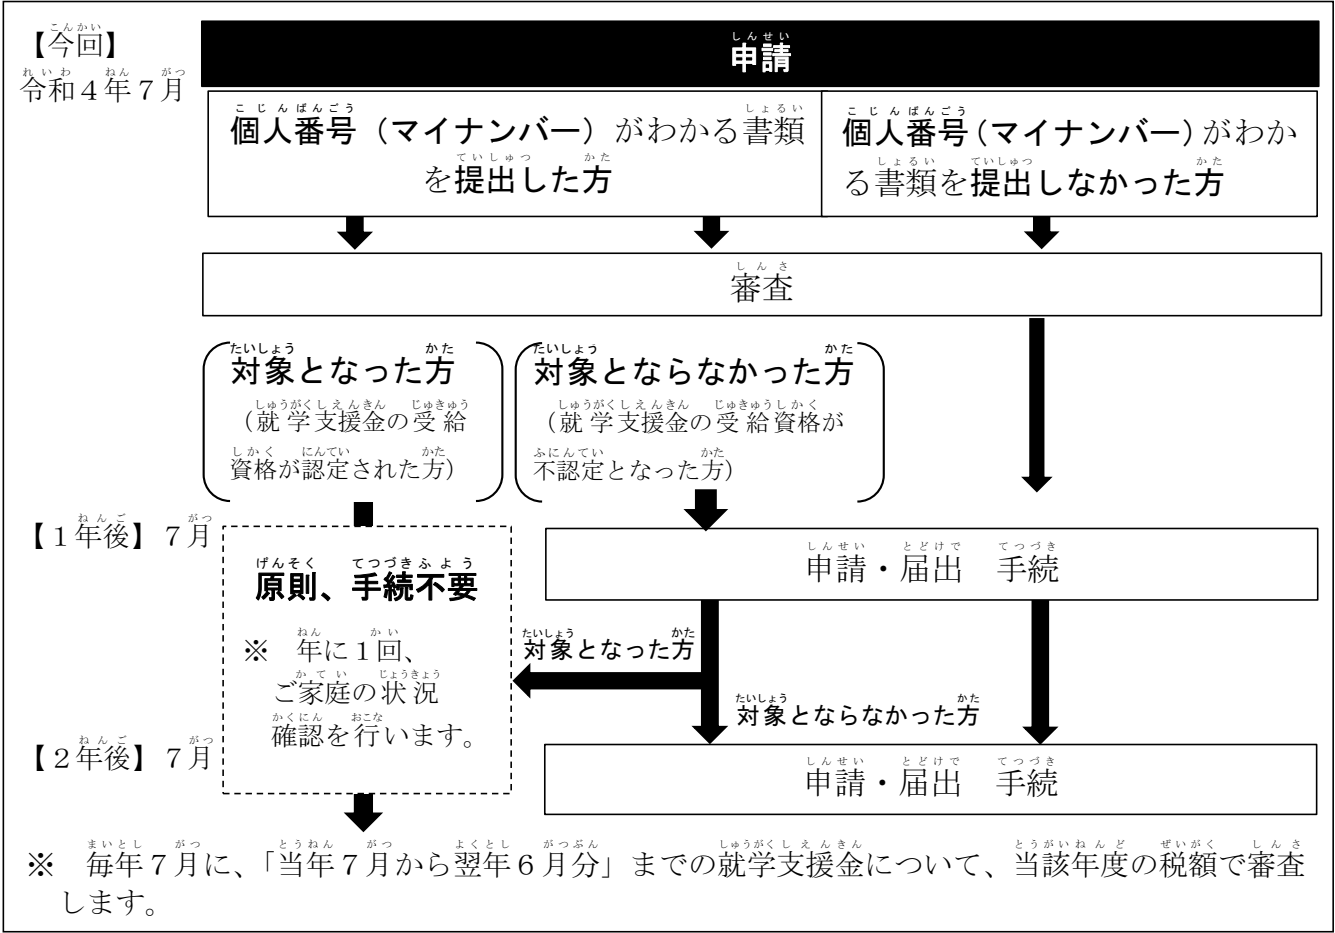 【今回】
令和４年７月
申請
個人番号（マイナンバー）がわかる書類
を提出した方
個人番号（マイナンバー）がわか
る書類を提出しなかった方
審査
対象となった方
（就学支援金の受給
資格が認定された方）
対象とならなかった方
（就学支援金の受給資格が
不認定となった方）
【１年後】７月
原則、手続不要
※　年に１回、
ご家庭の状況
確認を行います。
申請・届出　手続
対象となった方
対象とならなかった方
【２年後】７月
申請・届出　手続
※　毎年７月に、「当年７月から翌年６月分」までの就学支援金について、当該年度の税額で審査
します。